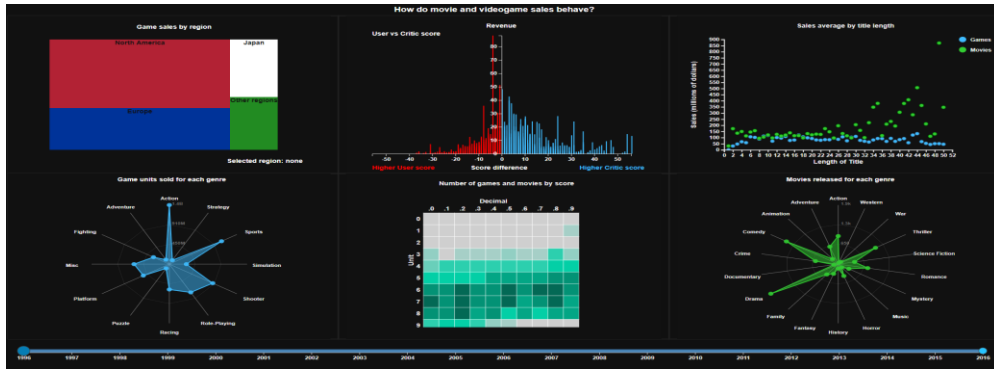 How do movie and videogame sales behave?
Game sales by region
North America
Japan
Europe
Other regions
Selected region: none
Revenue
User vs Critic score
80
70
60
50
40
30
20
10
0
-50 -40 -30 -20 -10 0 10 20 30 40 50
Higher User score
Score difference
Higher Critic score
Sales average by title length
Games
Movies
Sales (millions of dollars)
900
850
800
750
700
650
600
550
500
450
400
350
300
250
200
150
100
50
0
0 2 4 6 8 10 12 14 16 18 20 22 24 26 28 30 32 34 36 38 40 42 44 46 48 50 52
Length of Title
Game units sold for each genre
Action
Adventure
Strategy
Fighting
Sports
Misc
Simulation
Platform
Shooter
Puzzle
Role-Playing
Racing
Number of games and movies by score
Decimal
.0 .1 .2 .3 .4 .5 .6 .7 .8 .9
Unit
0
1
2
3
4
5
6
7
8
9
Movies released for each genre
Action
Adventure
Western
Animation
War
Comedy
Thriller
Crime
Science Fiction
Documentary
Romance
Drama
Mystery
Family
Music
Fantasy
Horror
History
1996 1997 1998 1999 2000 2001 2002 2003 2004 2005 2006 2007 2008 2009 2010 2011 2012 2013 2014 2015 2016